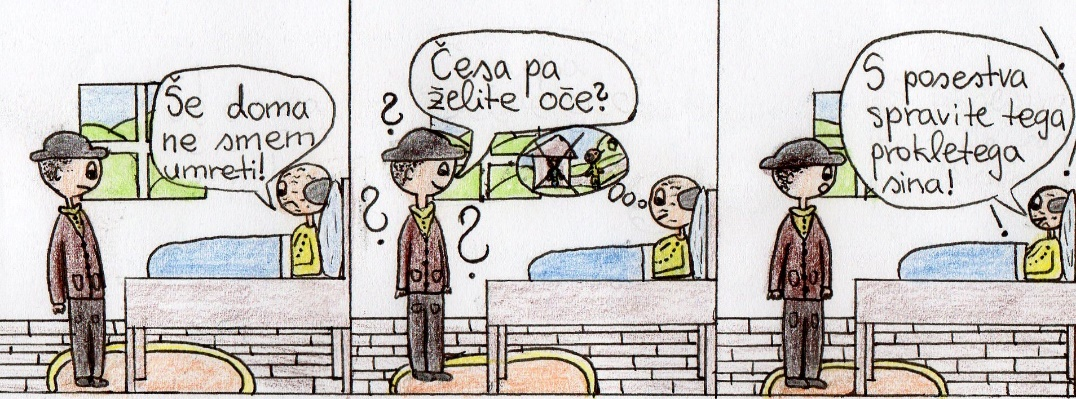 Še doma
ne smem
umreti!
Česa pa
želite oče?
? ? ?
S posestva
spravite tega
prokletega
sina!
! !